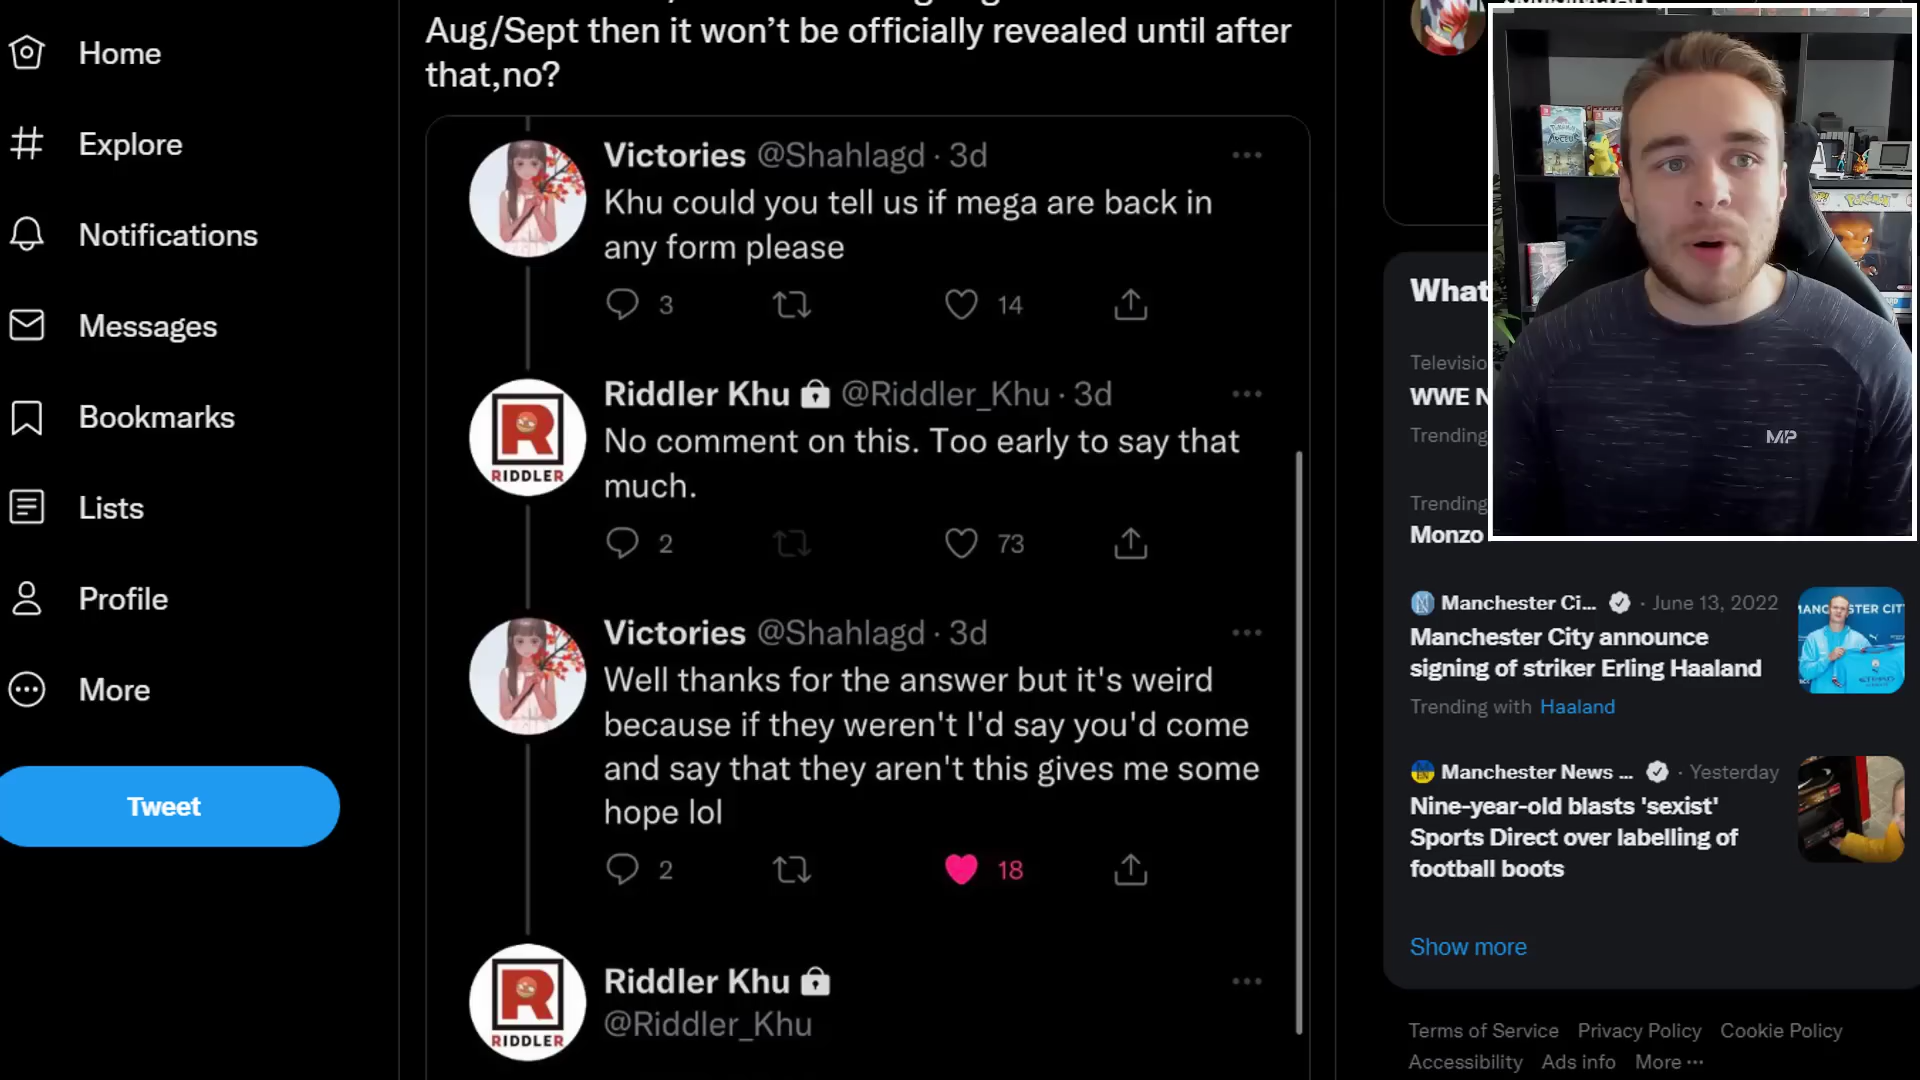 Home
Explore
Notifications
Messages
Bookmarks
Lists
Profile
More
Tweet
Aug/Sept then it won’t be officially revealed until after
that,no?
Victories @Shahlagd · 3d
Khu could you tell us if mega are back in
any form please
3
14
Riddler Khu @Riddler_Khu · 3d
No comment on this. Too early to say that
much.
2
73
RIDDLER
Victories @Shahlagd · 3d
Well thanks for the answer but it's weird
because if they weren't I'd say you'd come
and say that they aren't this gives me some
hope lol
2
18
Riddler Khu
@Riddler_Khu
RIDDLER
What
Televisio
WWE N
Trending
Trending
Monzo
Manchester Ci... · June 13, 2022
Manchester City announce
signing of striker Erling Haaland
Trending with Haaland
Manchester News ... · Yesterday
Nine-year-old blasts 'sexist'
Sports Direct over labelling of
football boots
Show more
Terms of Service Privacy Policy Cookie Policy
Accessibility Ads info More ···
MP